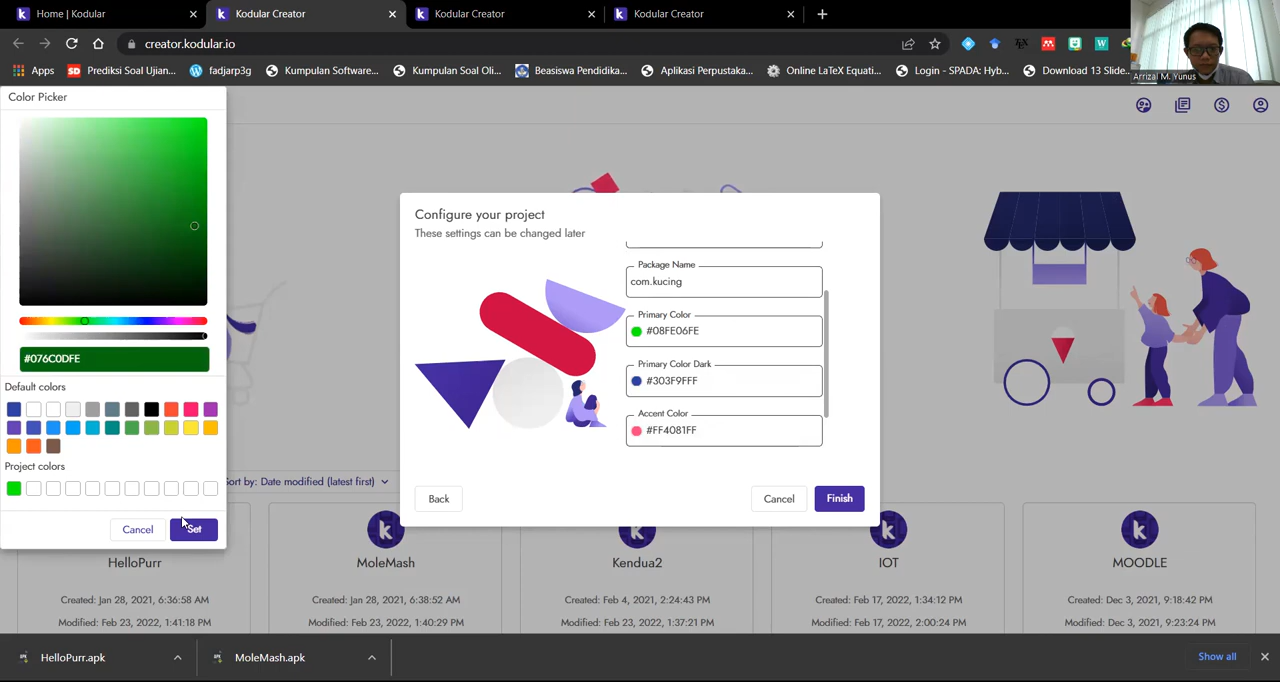 Home | Kodular
Kodular Creator
Kodular Creator
Kodular Creator
creator.kodular.io
Apps
Prediksi Soal Ujian...
fadjarp3g
Kumpulan Software...
Kumpulan Soal Oli...
Beasiswa Pendidika...
Aplikasi Perpustaka...
Online LaTeX Equati...
Login - SPADA: Hyb...
Download 13 Slide...
Arrizal M. Yunus
Color Picker
#076C0DFE
Default colors
Project colors
Cancel
Set
Configure your project
These settings can be changed later
Package Name
com.kucing
Primary Color
#08FE06FE
Primary Color Dark
#303F9FFF
Accent Color
#FF4081FF
Back
Cancel
Finish
Sort by: Date modified (latest first)
HelloPurr
Created: Jan 28, 2021, 6:36:58 AM
Modified: Feb 23, 2022, 1:41:18 PM
MoleMash
Created: Jan 28, 2021, 6:38:52 AM
Modified: Feb 23, 2022, 1:40:29 PM
Kendua2
Created: Feb 4, 2021, 2:24:43 PM
Modified: Feb 23, 2022, 1:37:21 PM
IOT
Created: Feb 17, 2022, 1:34:12 PM
Modified: Feb 17, 2022, 2:00:24 PM
MOODLE
Created: Dec 3, 2021, 9:18:42 PM
Modified: Dec 3, 2021, 9:23:24 PM
HelloPurr.apk
MoleMash.apk
Show all